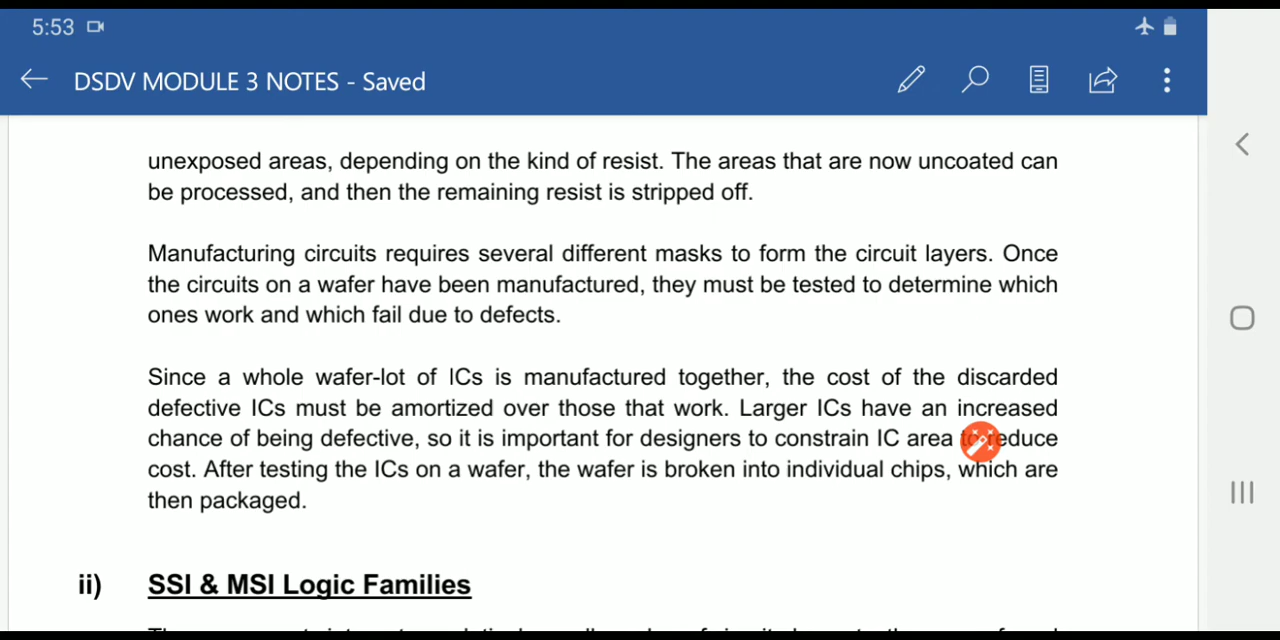 5:53
DSDV MODULE 3 NOTES - Saved
unexposed areas, depending on the kind of resist. The areas that are now uncoated can
be processed, and then the remaining resist is stripped off.
Manufacturing circuits requires several different masks to form the circuit layers. Once
the circuits on a wafer have been manufactured, they must be tested to determine which
ones work and which fail due to defects.
Since a whole wafer-lot of ICs is manufactured together, the cost of the discarded
defective ICs must be amortized over those that work. Larger ICs have an increased
chance of being defective, so it is important for designers to constrain IC area to reduce
cost. After testing the ICs on a wafer, the wafer is broken into individual chips, which are
then packaged.
ii) SSI & MSI Logic Families